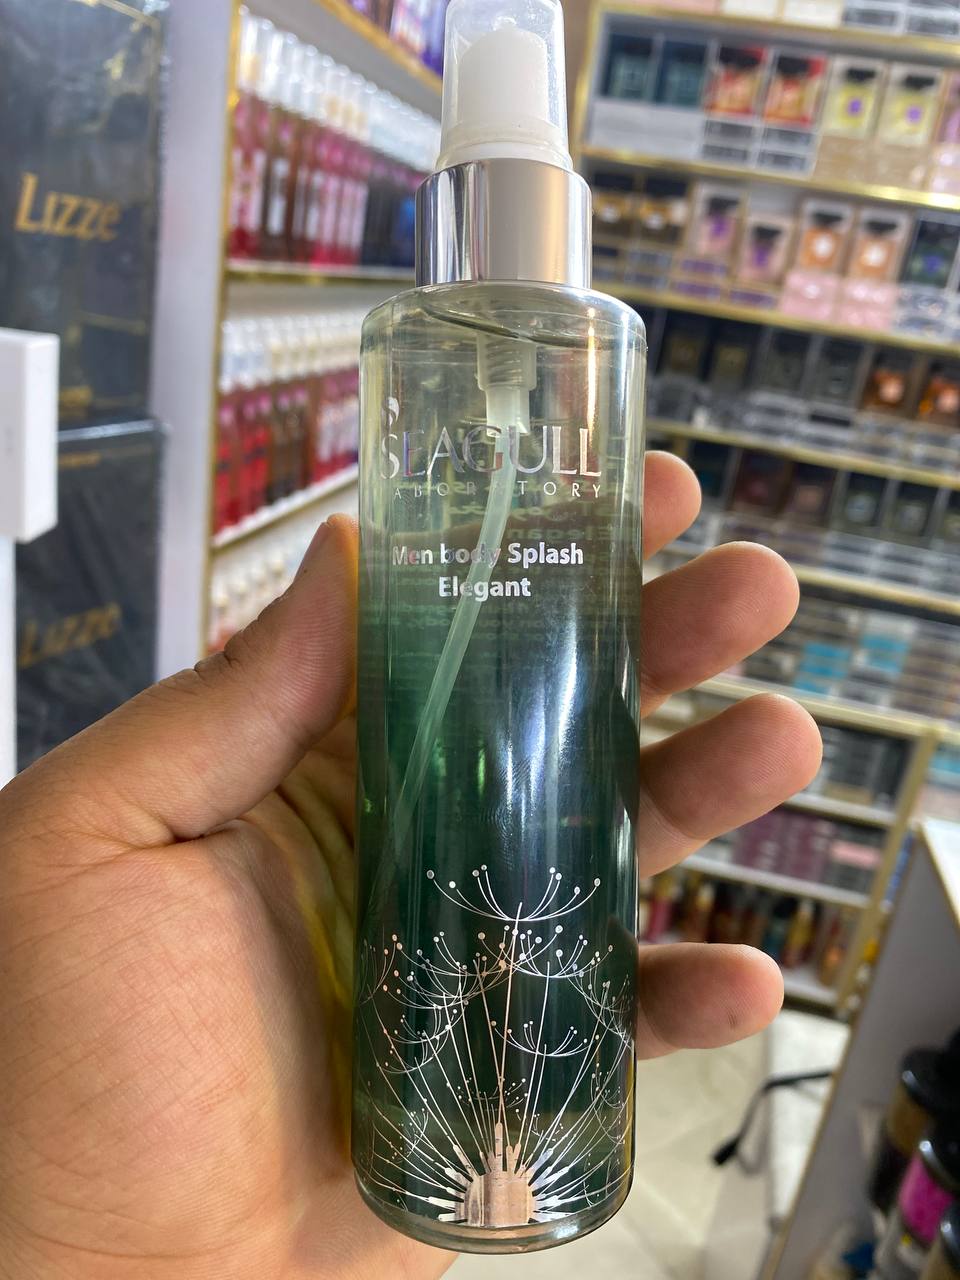 Lizze
SEAGULL
LABORATORY
Men body Splash
Elegant
Lizze